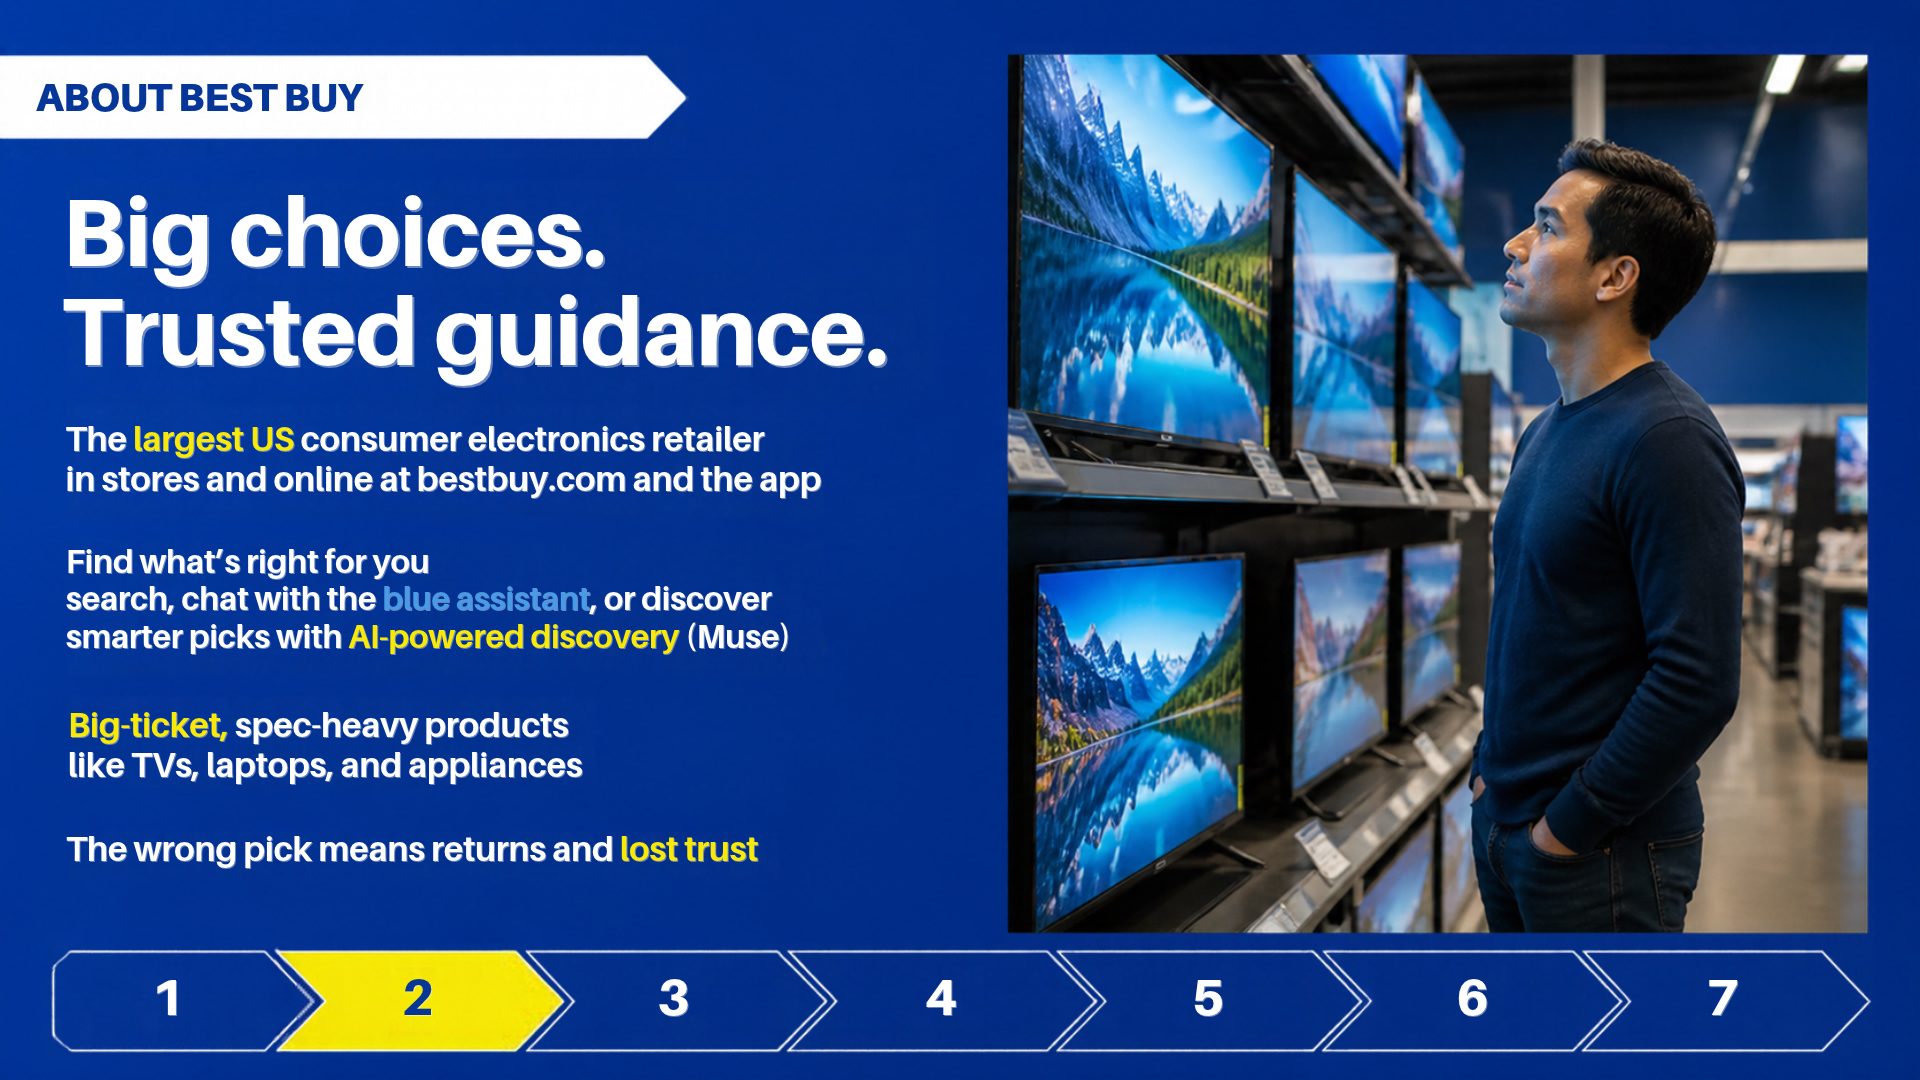 ABOUT BEST BUY
Big choices.
Trusted guidance.
The largest US consumer electronics retailer
in stores and online at bestbuy.com and the app
Find what’s right for you
search, chat with the blue assistant, or discover
smarter picks with AI-powered discovery (Muse)
Big-ticket, spec-heavy products
like TVs, laptops, and appliances
The wrong pick means returns and lost trust
1 2 3 4 5 6 7